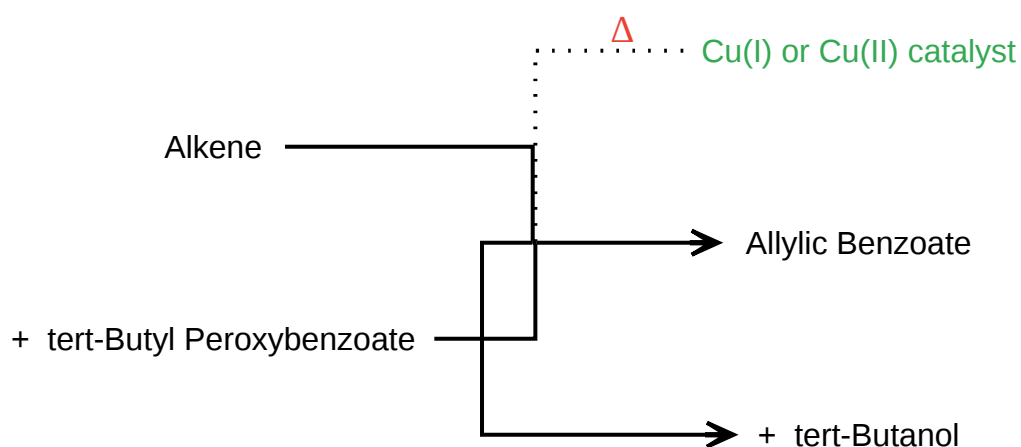 Δ
Cu(I) or Cu(II) catalyst
Alkene
Allylic Benzoate
+ tert-Butyl Peroxybenzoate
+ tert-Butanol